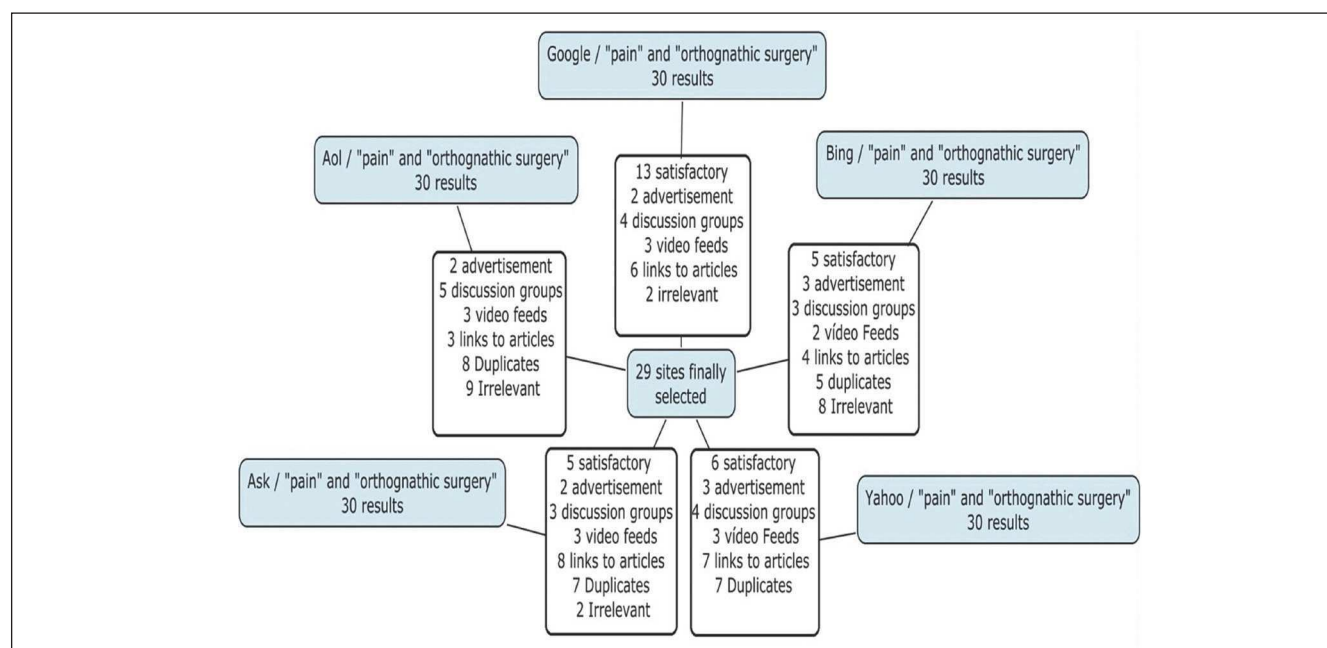 Google / "pain" and "orthognathic surgery"
30 results
Aol / "pain" and "orthognathic surgery"
30 results
Bing / "pain" and "orthognathic surgery"
30 results
13 satisfactory
2 advertisement
4 discussion groups
3 video feeds
6 links to articles
2 irrelevant
2 advertisement
5 discussion groups
3 video feeds
3 links to articles
8 Duplicates
9 Irrelevant
5 satisfactory
3 advertisement
3 discussion groups
2 vídeo Feeds
4 links to articles
5 duplicates
8 Irrelevant
29 sites finally
selected
Ask / "pain" and "orthognathic surgery"
30 results
5 satisfactory
2 advertisement
3 discussion groups
3 video feeds
8 links to articles
7 Duplicates
2 Irrelevant
6 satisfactory
3 advertisement
4 discussion groups
3 vídeo Feeds
7 links to articles
7 Duplicates
Yahoo / "pain" and "orthognathic surgery"
30 results